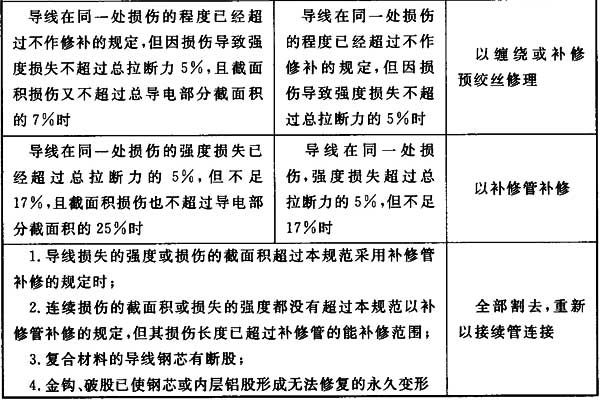 导线在同一处损伤的程度已经超
过不作修补的规定,但因损伤导致强
度损失不超过总拉断力5%,且截面
积损伤又不超过总导电部分截面积
的7%时
导线在同一处损伤
的程度已经超过不作
修补的规定,但因损
伤导致强度损失不超
过总拉断力的5%时
以缠绕或补修
预绞丝修理
导线在同一处损伤的强度损失已
经超过总拉断力的5%,但不足
17%,且截面积损伤也不超过导电部
分截面积的25%时
导线在同一处损
伤,强度损失超过总
拉断力的5%,但不足
17%时
以补修管补修
1.导线损失的强度或损伤的截面积超过本规范采用补修管
补修的规定时;
2.连续损伤的截面积或损失的强度都没有超过本规范以补
修管补修的规定,但其损伤长度已超过补修管的能补修范围;
3.复合材料的导线钢芯有断股;
4.金钩、破股已使钢芯或内层铝股形成无法修复的永久变形
全部割去,重新
以接续管连接